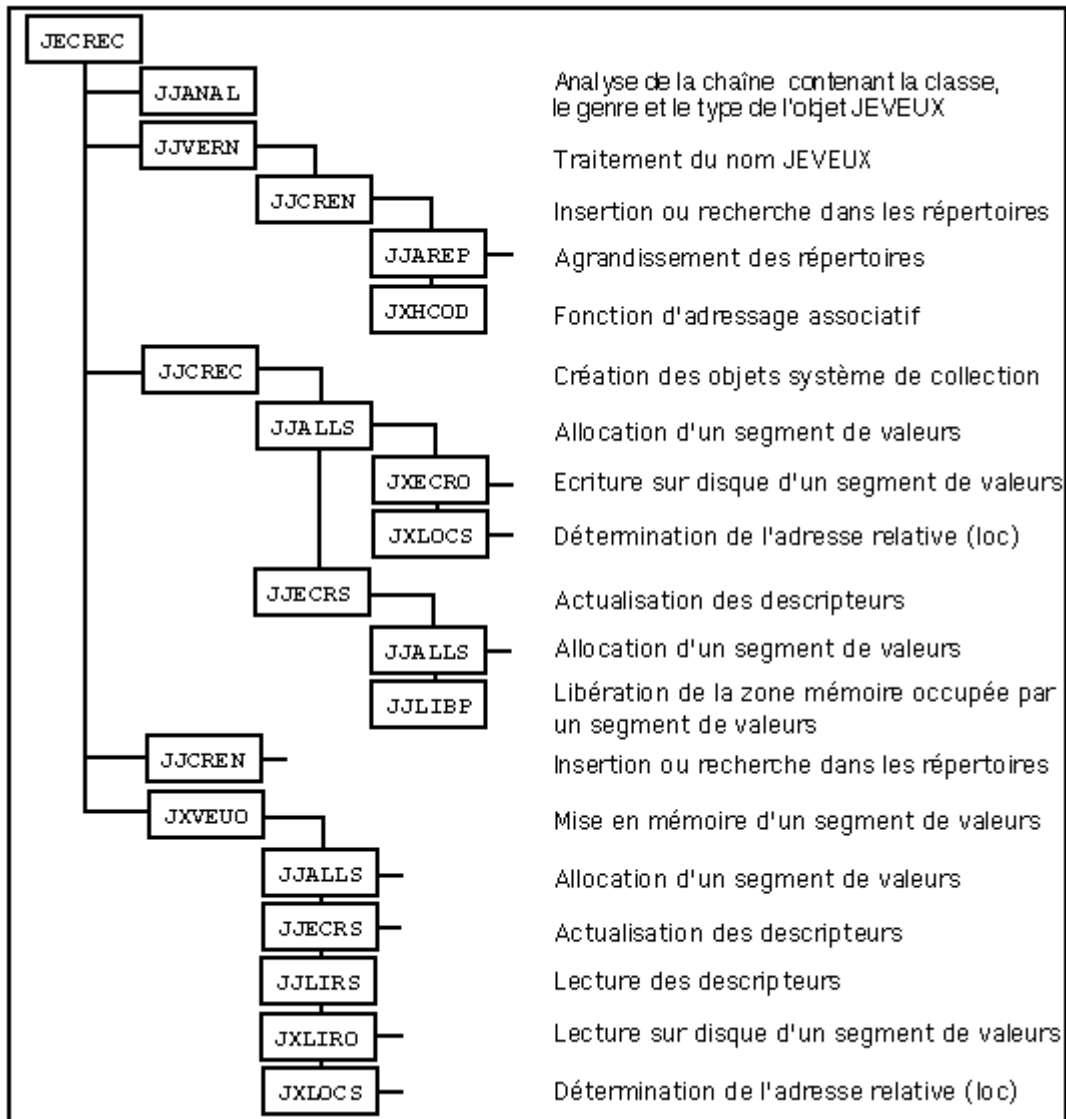 JECREC
JJANAL Analyse de la chaîne contenant la classe,
le genre et le type de l'objet JEVEUX
JJVERN Traitement du nom JEVEUX
JJCREN Insertion ou recherche dans les répertoires
JJAREP Agrandissement des répertoires
JXHCOD Fonction d'adressage associatif
JJCREC Création des objets système de collection
JJALLS Allocation d'un segment de valeurs
JXECRO Ecriture sur disque d'un segment de valeurs
JXLOCS Détermination de l'adresse relative (loc)
JJECRS Actualisation des descripteurs
JJALLS Allocation d'un segment de valeurs
JJLIBP Libération de la zone mémoire occupée par
un segment de valeurs
JJCREN Insertion ou recherche dans les répertoires
JXVEUO Mise en mémoire d'un segment de valeurs
JJALLS Allocation d'un segment de valeurs
JJECRS Actualisation des descripteurs
JJLIRS Lecture des descripteurs
JXLIRO Lecture sur disque d'un segment de valeurs
JXLOCS Détermination de l'adresse relative (loc)